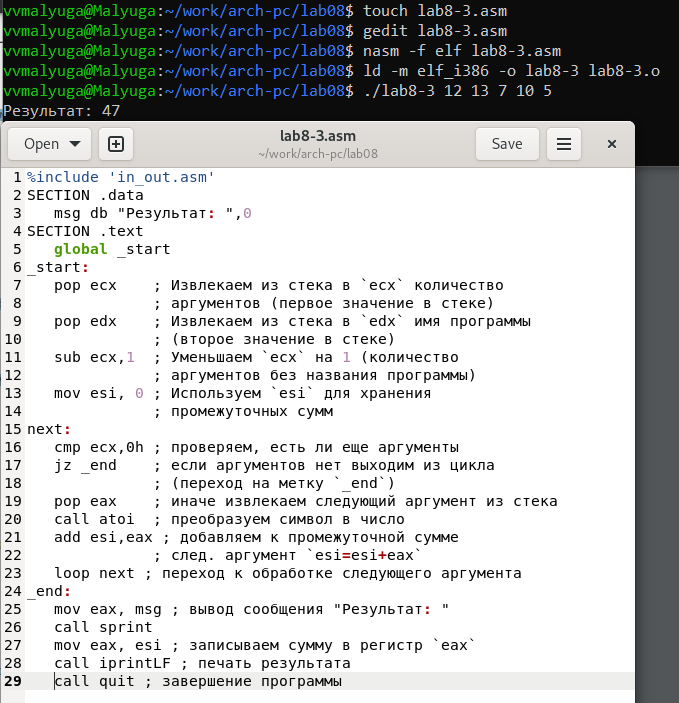 vvmalyuga@Malyuga:~/work/arch-pc/lab08$ touch lab8-3.asm
vvmalyuga@Malyuga:~/work/arch-pc/lab08$ gedit lab8-3.asm
vvmalyuga@Malyuga:~/work/arch-pc/lab08$ nasm -f elf lab8-3.asm
vvmalyuga@Malyuga:~/work/arch-pc/lab08$ ld -m elf_i386 -o lab8-3 lab8-3.o
vvmalyuga@Malyuga:~/work/arch-pc/lab08$ ./lab8-3 12 13 7 10 5
Результат: 47
Open lab8-3.asm Save
~/work/arch-pc/lab08
1 %include 'in_out.asm'
2 SECTION .data
3    msg db "Результат: ",0
4 SECTION .text
5    global _start
6 _start:
7    pop ecx    ; Извлекаем из стека в `ecx` количество
8               ; аргументов (первое значение в стеке)
9    pop edx    ; Извлекаем из стека в `edx` имя программы
10               ; (второе значение в стеке)
11    sub ecx,1  ; Уменьшаем `ecx` на 1 (количество
12               ; аргументов без названия программы)
13    mov esi, 0 ; Используем `esi` для хранения
14               ; промежуточных сумм
15 next:
16    cmp ecx,0h ; проверяем, есть ли еще аргументы
17    jz _end    ; если аргументов нет выходим из цикла
18               ; (переход на метку `_end`)
19    pop eax    ; иначе извлекаем следующий аргумент из стека
20    call atoi  ; преобразуем символ в число
21    add esi,eax ; добавляем к промежуточной сумме
22               ; след. аргумент `esi=esi+eax`
23    loop next ; переход к обработке следующего аргумента
24 _end:
25    mov eax, msg ; вывод сообщения "Результат: "
26    call sprint
27    mov eax, esi ; записываем сумму в регистр `eax`
28    call iprintLF ; печать результата
29    call quit ; завершение программы